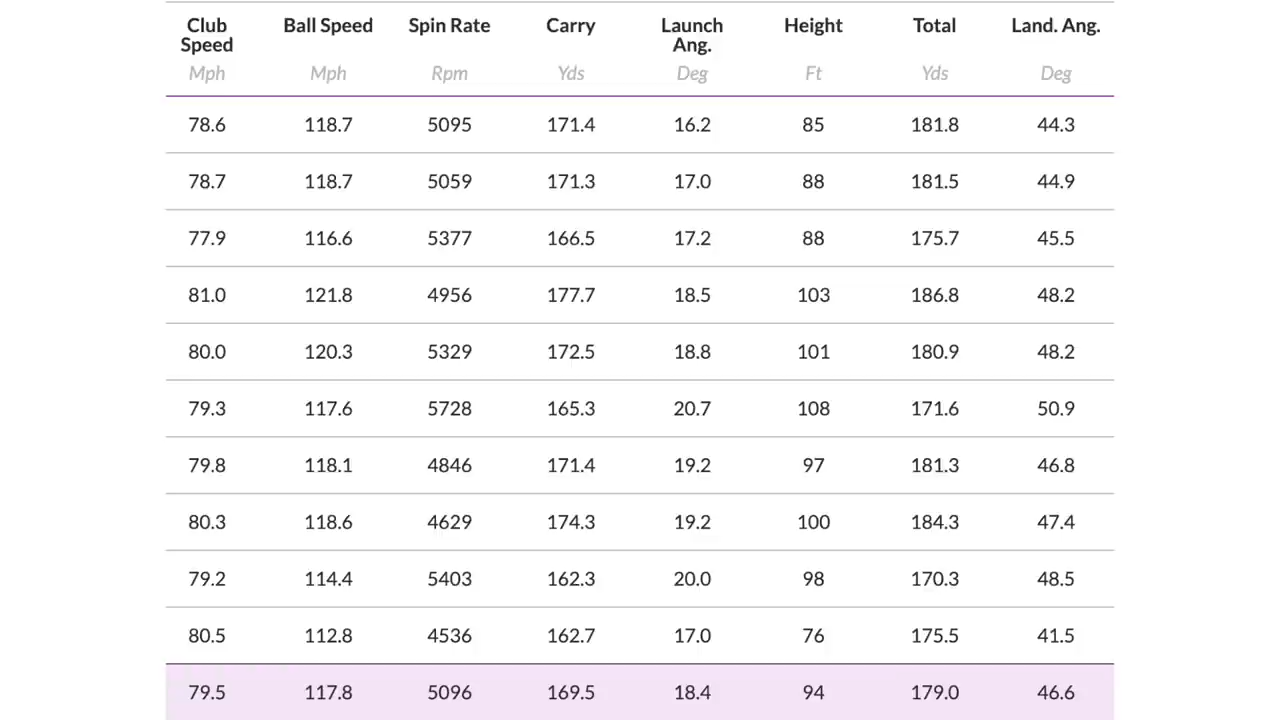 Club Speed Ball Speed Spin Rate Carry Launch Ang. Height Total Land. Ang.
Mph Mph Rpm Yds Deg Ft Yds Deg
78.6 118.7 5095 171.4 16.2 85 181.8 44.3
78.7 118.7 5059 171.3 17.0 88 181.5 44.9
77.9 116.6 5377 166.5 17.2 88 175.7 45.5
81.0 121.8 4956 177.7 18.5 103 186.8 48.2
80.0 120.3 5329 172.5 18.8 101 180.9 48.2
79.3 117.6 5728 165.3 20.7 108 171.6 50.9
79.8 118.1 4846 171.4 19.2 97 181.3 46.8
80.3 118.6 4629 174.3 19.2 100 184.3 47.4
79.2 114.4 5403 162.3 20.0 98 170.3 48.5
80.5 112.8 4536 162.7 17.0 76 175.5 41.5
79.5 117.8 5096 169.5 18.4 94 179.0 46.6